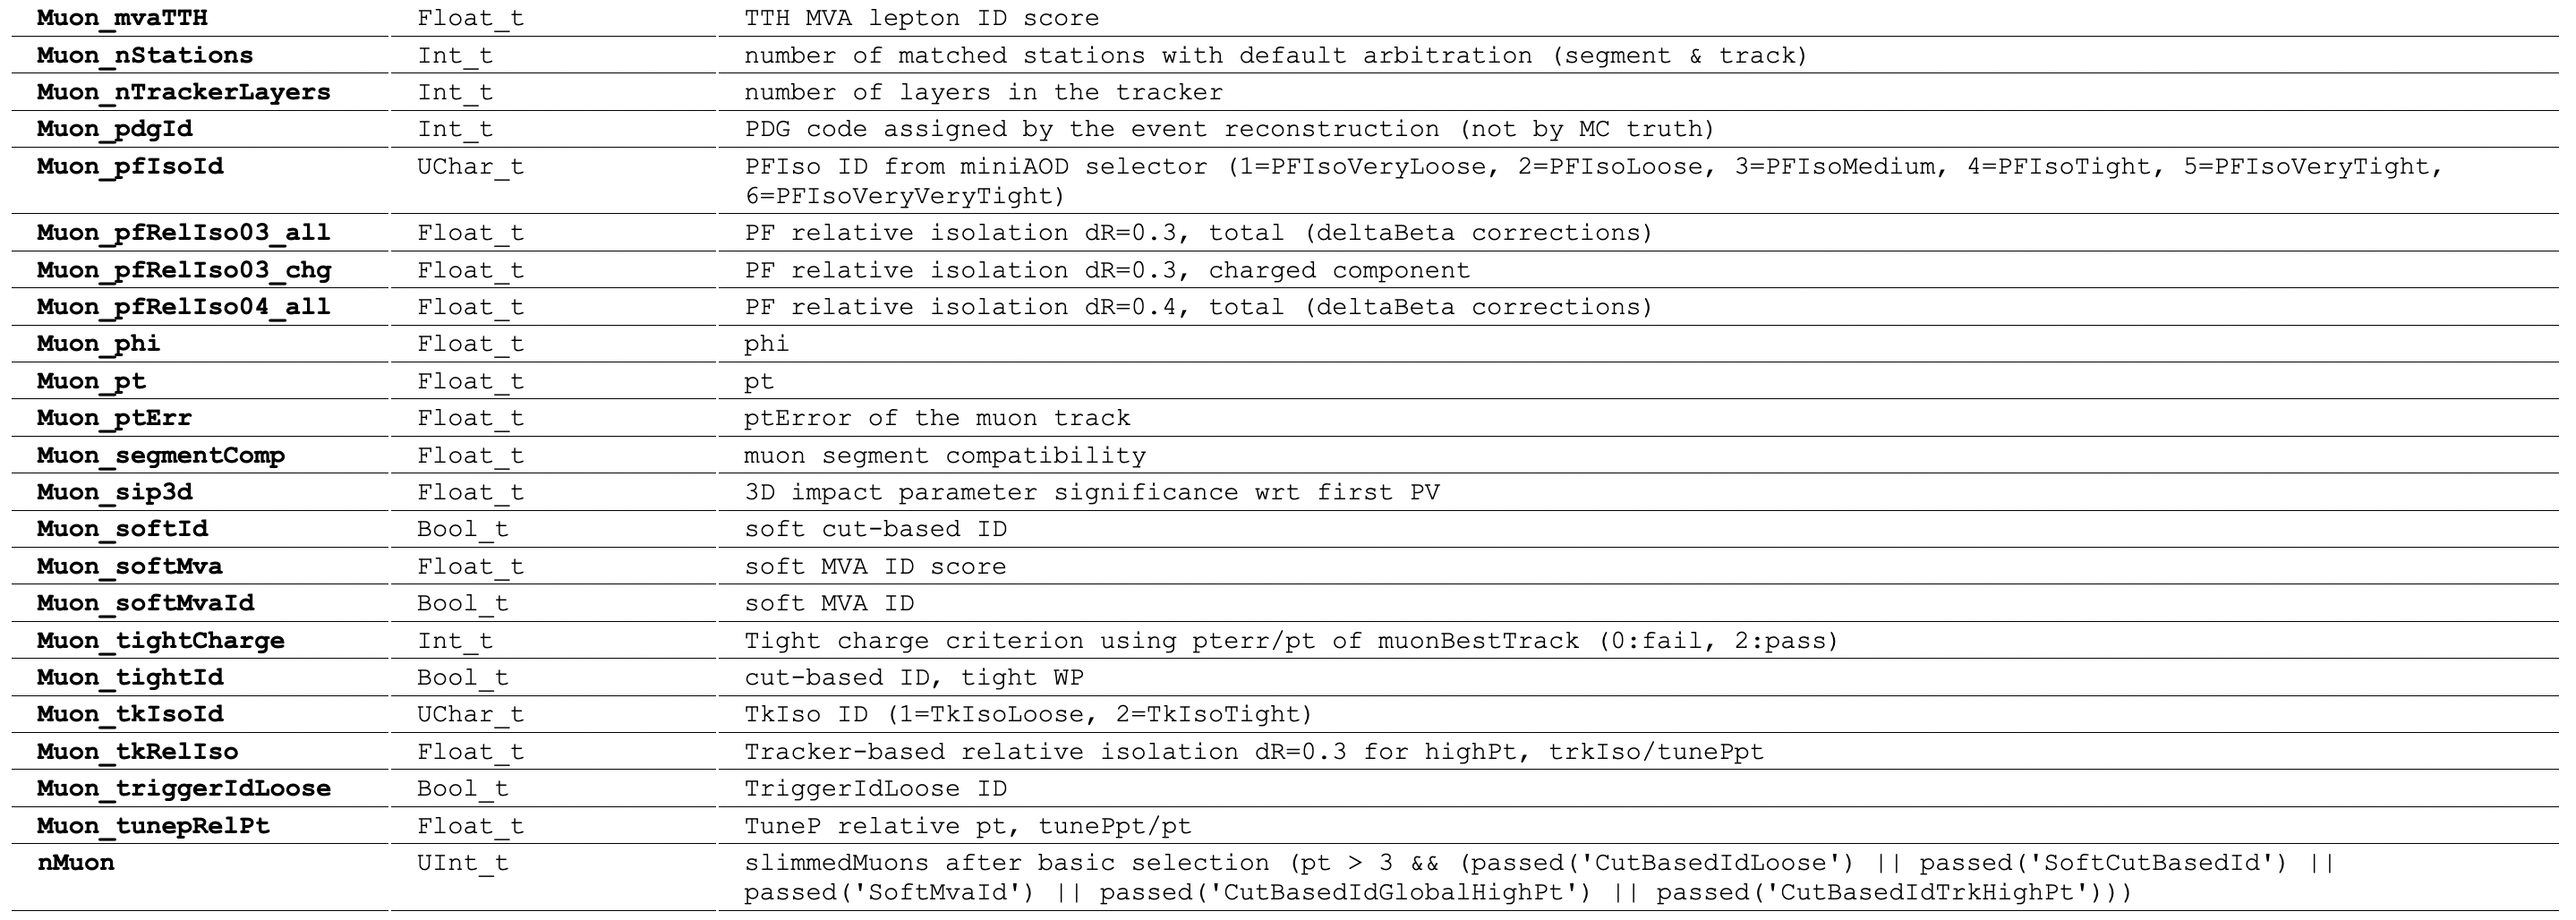 Muon_mvaTTH Float_t TTH MVA lepton ID score
Muon_nStations Int_t number of matched stations with default arbitration (segment & track)
Muon_nTrackerLayers Int_t number of layers in the tracker
Muon_pdgId Int_t PDG code assigned by the event reconstruction (not by MC truth)
Muon_pfIsoId UChar_t PFIso ID from miniAOD selector (1=PFIsoVeryLoose, 2=PFIsoLoose, 3=PFIsoMedium, 4=PFIsoTight, 5=PFIsoVeryTight,
6=PFIsoVeryVeryTight)
Muon_pfRelIso03_all Float_t PF relative isolation dR=0.3, total (deltaBeta corrections)
Muon_pfRelIso03_chg Float_t PF relative isolation dR=0.3, charged component
Muon_pfRelIso04_all Float_t PF relative isolation dR=0.4, total (deltaBeta corrections)
Muon_phi Float_t phi
Muon_pt Float_t pt
Muon_ptErr Float_t ptError of the muon track
Muon_segmentComp Float_t muon segment compatibility
Muon_sip3d Float_t 3D impact parameter significance wrt first PV
Muon_softId Bool_t soft cut-based ID
Muon_softMva Float_t soft MVA ID score
Muon_softMvaId Bool_t soft MVA ID
Muon_tightCharge Int_t Tight charge criterion using pterr/pt of muonBestTrack (0:fail, 2:pass)
Muon_tightId Bool_t cut-based ID, tight WP
Muon_tkIsoId UChar_t TkIso ID (1=TkIsoLoose, 2=TkIsoTight)
Muon_tkRelIso Float_t Tracker-based relative isolation dR=0.3 for highPt, trkIso/tunePpt
Muon_triggerIdLoose Bool_t TriggerIdLoose ID
Muon_tunepRelPt Float_t TuneP relative pt, tunePpt/pt
nMuon UInt_t slimmedMuons after basic selection (pt > 3 && (passed('CutBasedIdLoose') || passed('SoftCutBasedId') ||
passed('SoftMvaId') || passed('CutBasedIdGlobalHighPt') || passed('CutBasedIdTrkHighPt')))